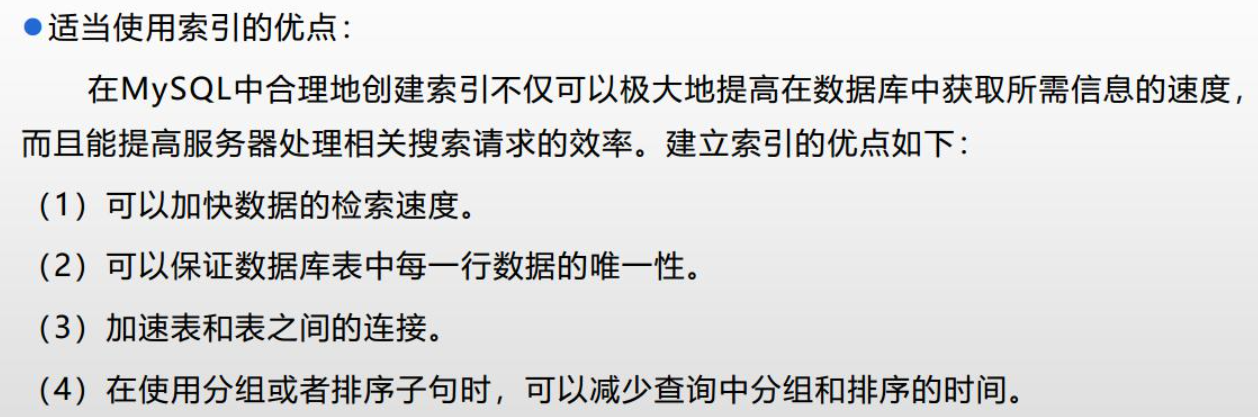 ●适当使用索引的优点：
在MySQL中合理地创建索引不仅可以极大地提高在数据库中获取所需信息的速度，
而且能提高服务器处理相关搜索请求的效率。建立索引的优点如下：
（1）可以加快数据的检索速度。
（2）可以保证数据库表中每一行数据的唯一性。
（3）加速表和表之间的连接。
（4）在使用分组或者排序子句时，可以减少查询中分组和排序的时间。